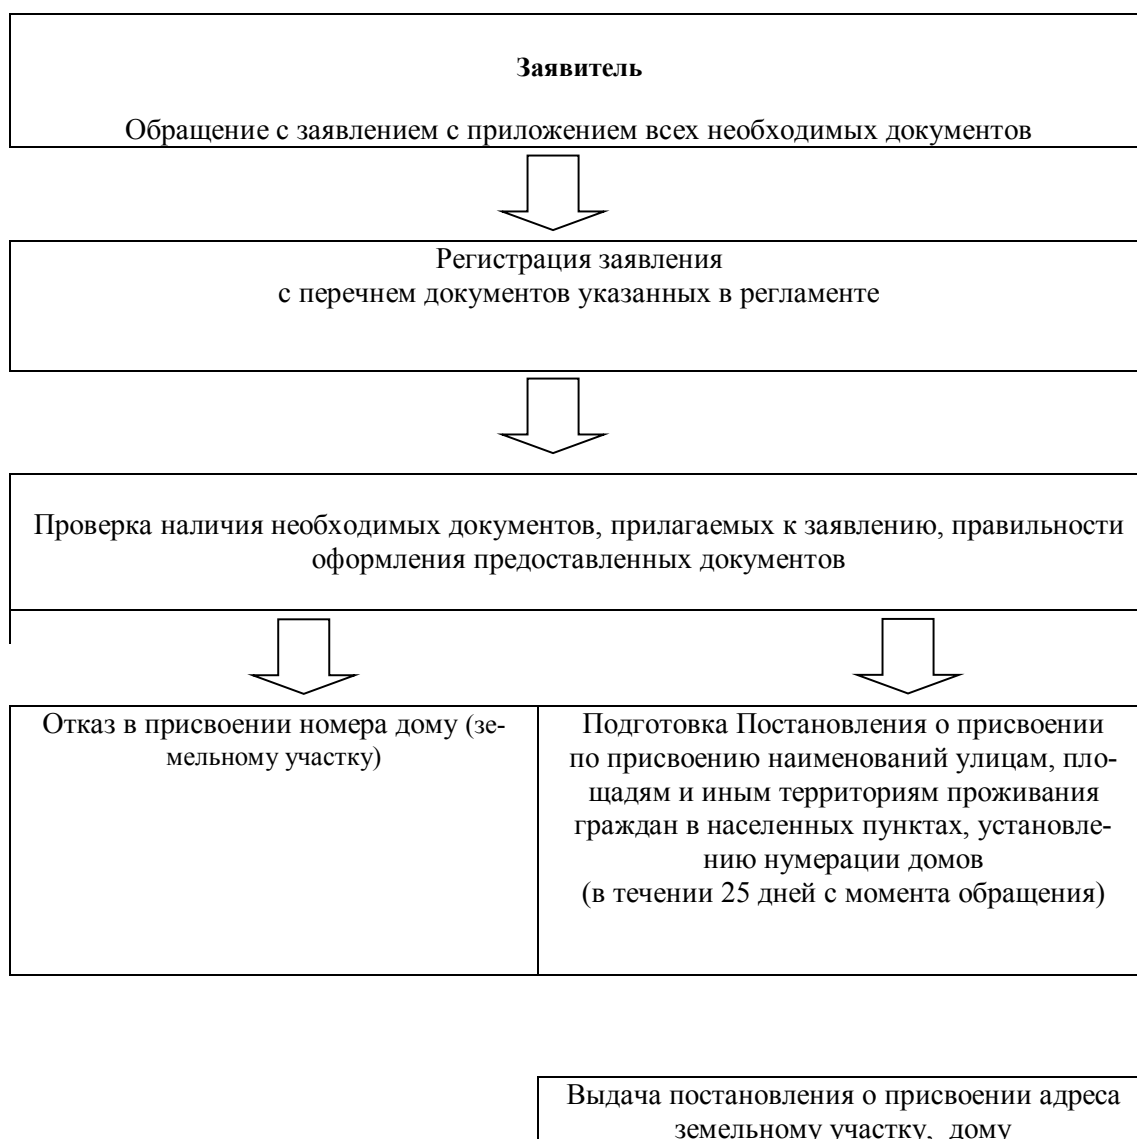 Заявитель
Обращение с заявлением с приложением всех необходимых документов
Регистрация заявления
с перечнем документов указанных в регламенте
Проверка наличия необходимых документов, прилагаемых к заявлению, правильности
оформления предоставленных документов
Отказ в присвоении номера дому (зе-
мельному участку)
Подготовка Постановления о присвоении
по присвоению наименований улицам, пло-
щадям и иным территориям проживания
граждан в населенных пунктах, установле-
нию нумерации домов
(в течении 25 дней с момента обращения)
Выдача постановления о присвоении адреса
земельному участку, дому